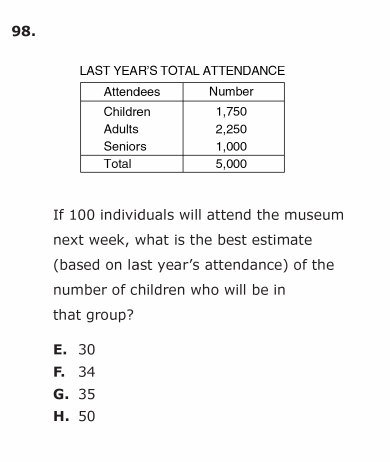 98.
LAST YEAR'S TOTAL ATTENDANCE
Attendees Number
Children 1,750
Adults 2,250
Seniors 1,000
Total 5,000
If 100 individuals will attend the museum
next week, what is the best estimate
(based on last year's attendance) of the
number of children who will be in
that group?
E. 30
F. 34
G. 35
H. 50